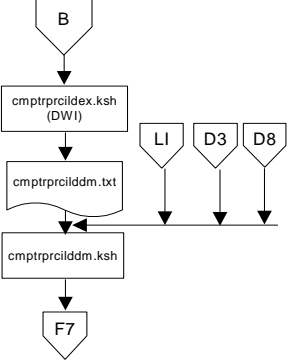 B
cmptrprcildex.ksh
(DWI)
LI
D3
D8
cmptrprcilddm.txt
cmptrprcilddm.ksh
F7